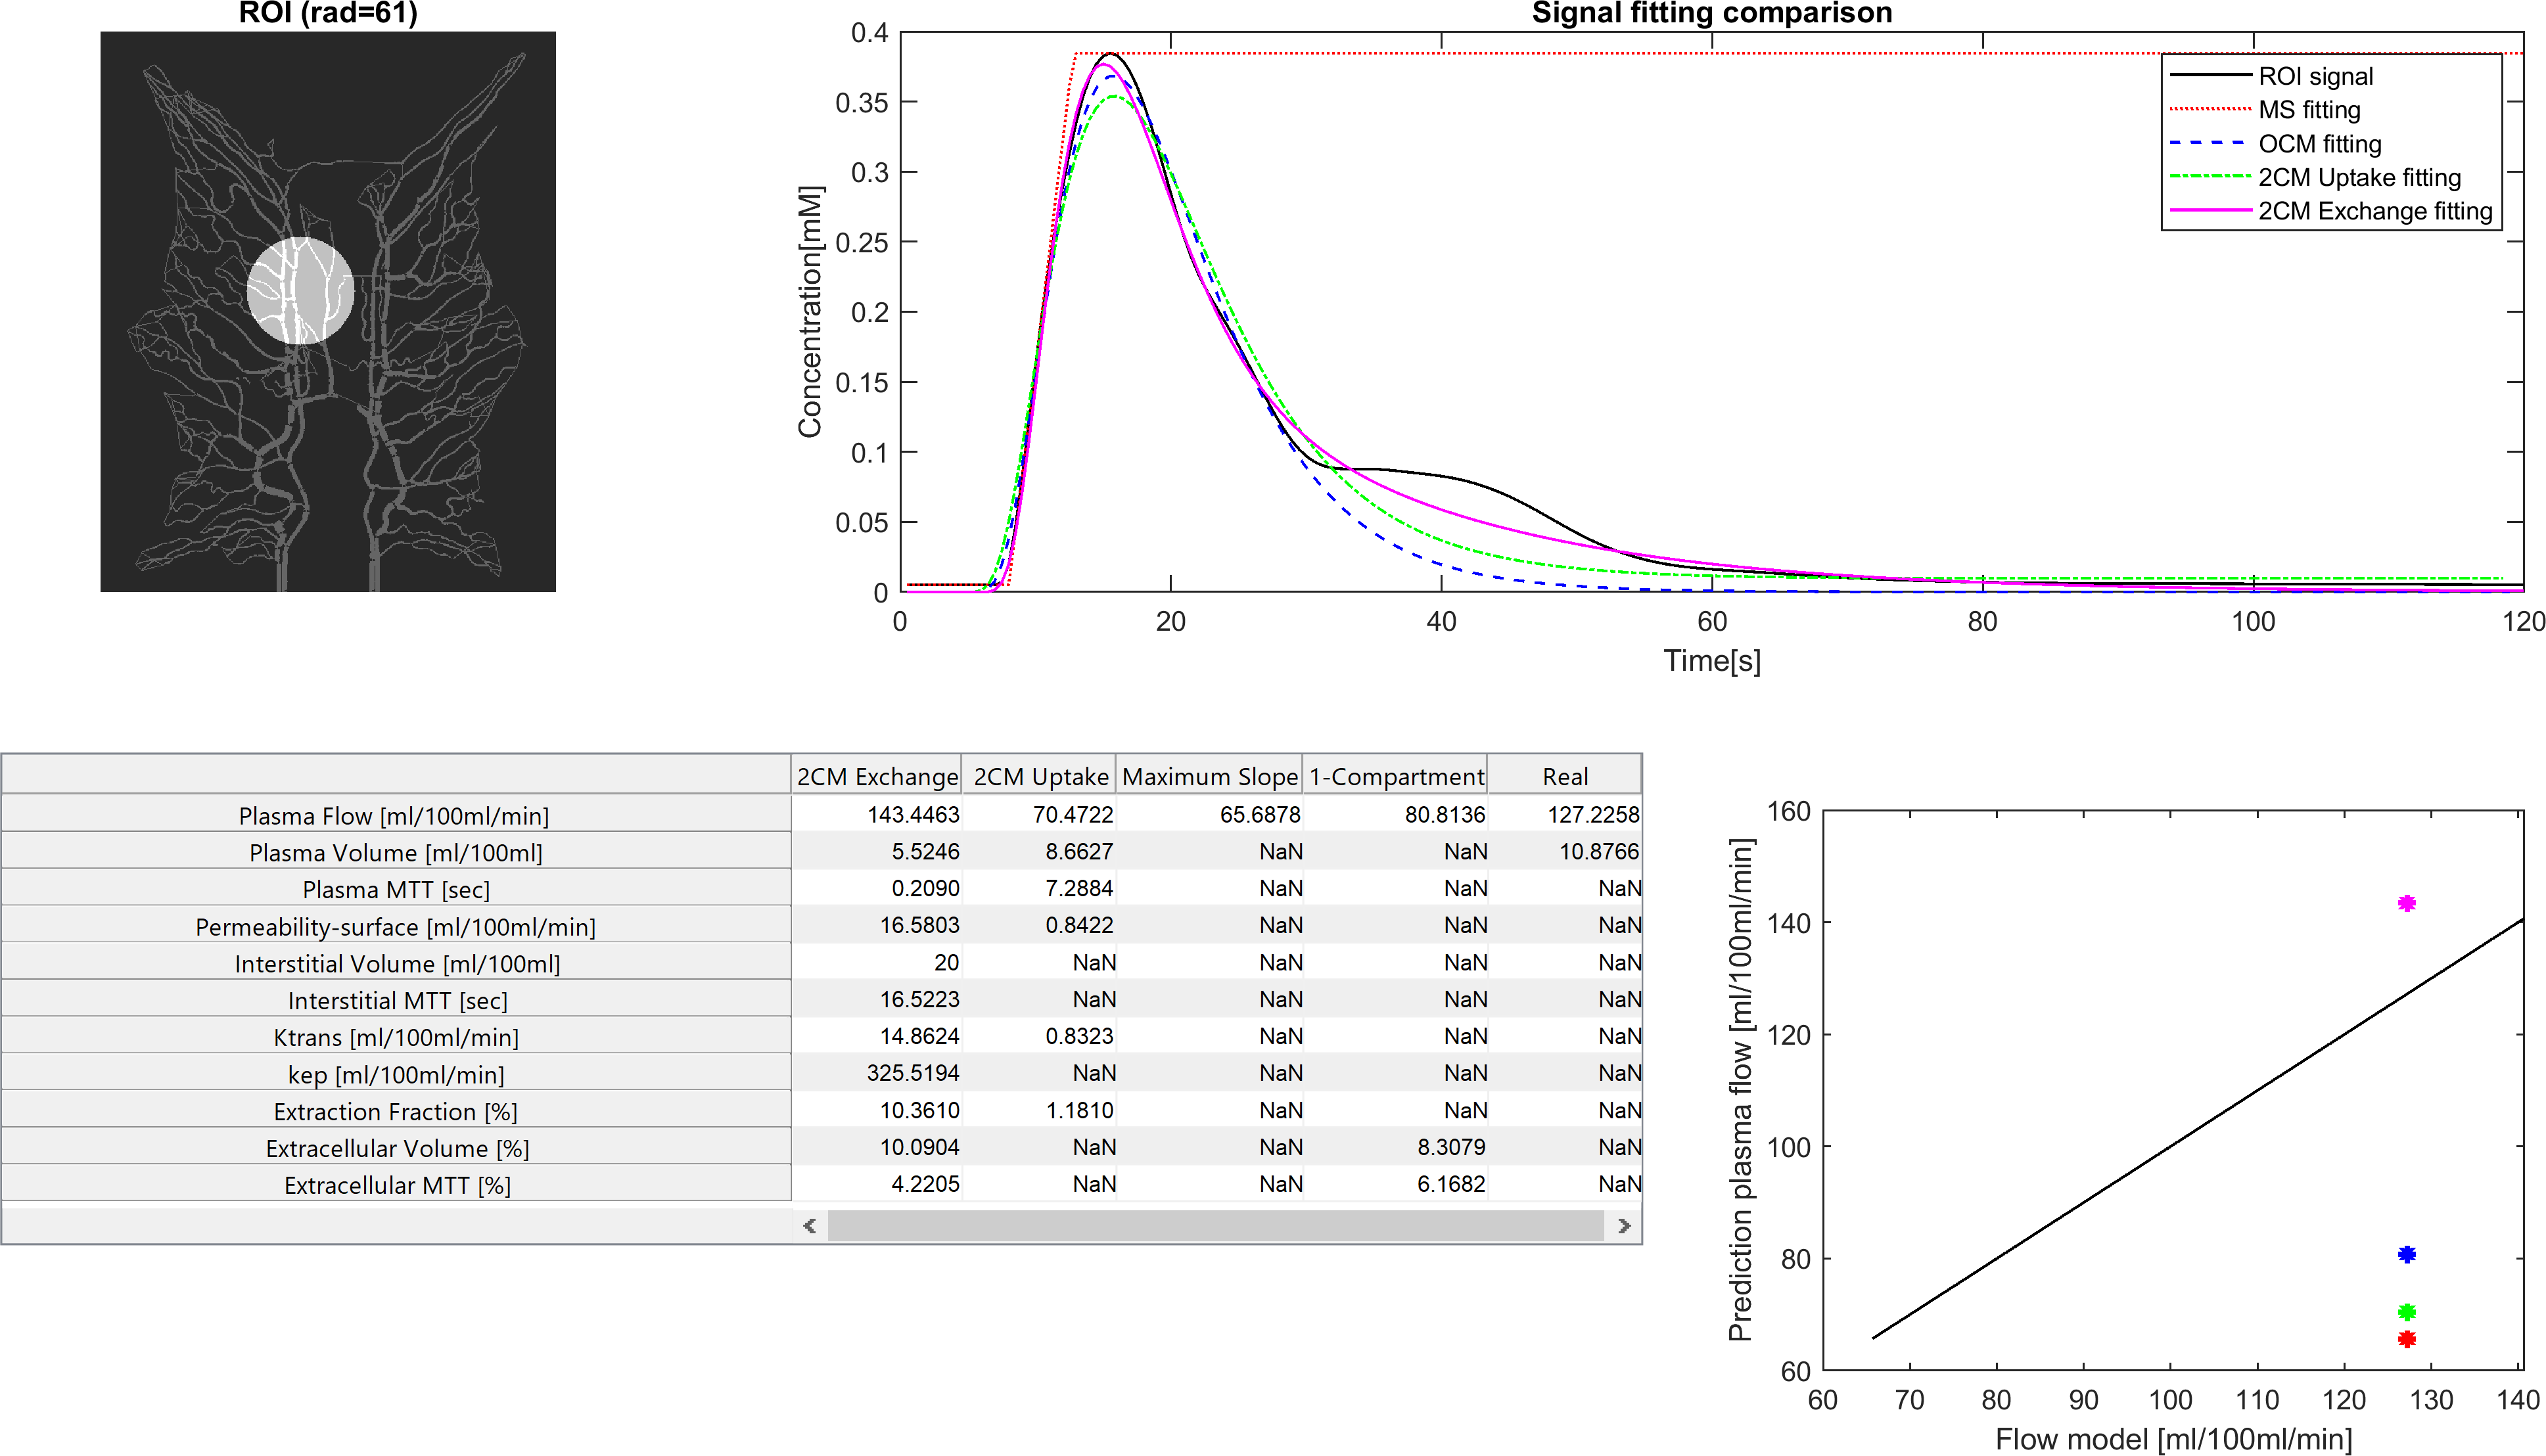 ROI (rad=61)
Signal fitting comparison
0.4
0.35
0.3
0.25
0.2
0.15
0.1
0.05
0
Concentration[mM]
0 20 40 60 80 100 120
Time[s]
ROI signal
MS fitting
OCM fitting
2CM Uptake fitting
2CM Exchange fitting
2CM Exchange 2CM Uptake Maximum Slope 1-Compartment Real
Plasma Flow [ml/100ml/min] 143.4463 70.4722 65.6878 80.8136 127.2258
Plasma Volume [ml/100ml] 5.5246 8.6627 NaN NaN 10.8766
Plasma MTT [sec] 0.2090 7.2884 NaN NaN NaN
Permeability-surface [ml/100ml/min] 16.5803 0.8422 NaN NaN NaN
Interstitial Volume [ml/100ml] 20 NaN NaN NaN NaN
Interstitial MTT [sec] 16.5223 NaN NaN NaN NaN
Ktrans [ml/100ml/min] 14.8624 0.8323 NaN NaN NaN
kep [ml/100ml/min] 325.5194 NaN NaN NaN NaN
Extraction Fraction [%] 10.3610 1.1810 NaN NaN NaN
Extracellular Volume [%] 10.0904 NaN NaN 8.3079 NaN
Extracellular MTT [%] 4.2205 NaN NaN 6.1682 NaN
160
140
120
100
80
60
Prediction plasma flow [ml/100ml/min]
60 70 80 90 100 110 120 130 140
Flow model [ml/100ml/min]